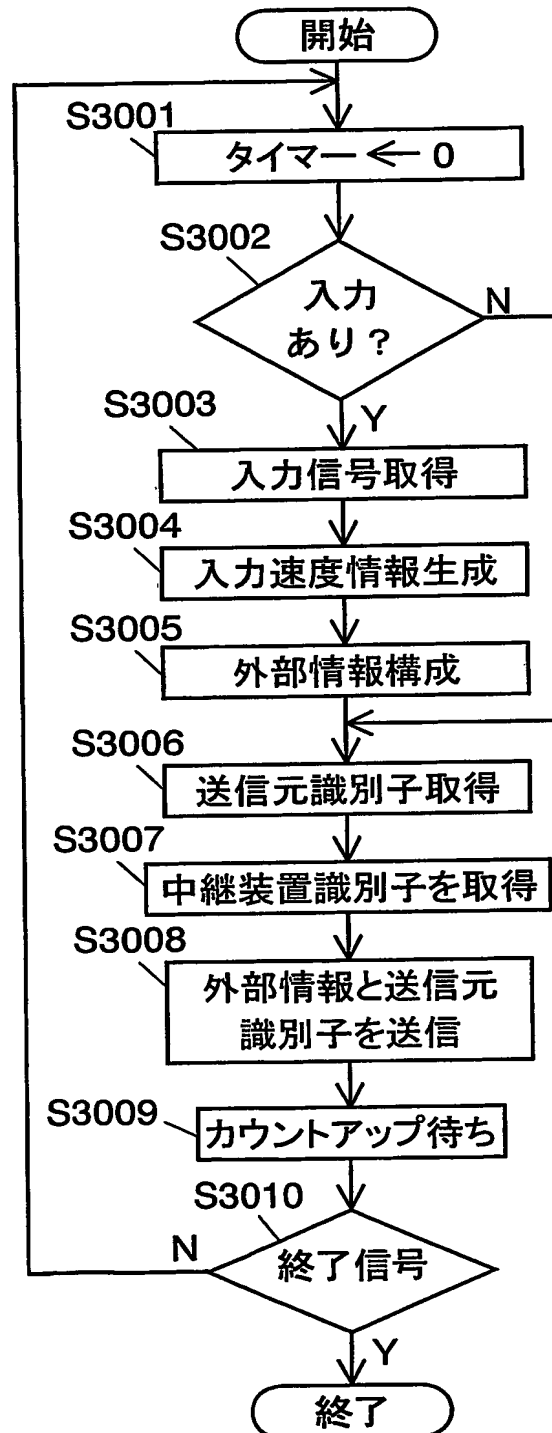 開始
S3001
タイマー ← 0
S3002
入力
あり？
N
Y
S3003
入力信号取得
S3004
入力速度情報生成
S3005
外部情報構成
S3006
送信元識別子取得
S3007
中継装置識別子を取得
S3008
外部情報と送信元
識別子を送信
S3009
カウントアップ待ち
S3010
終了信号
N
Y
終了